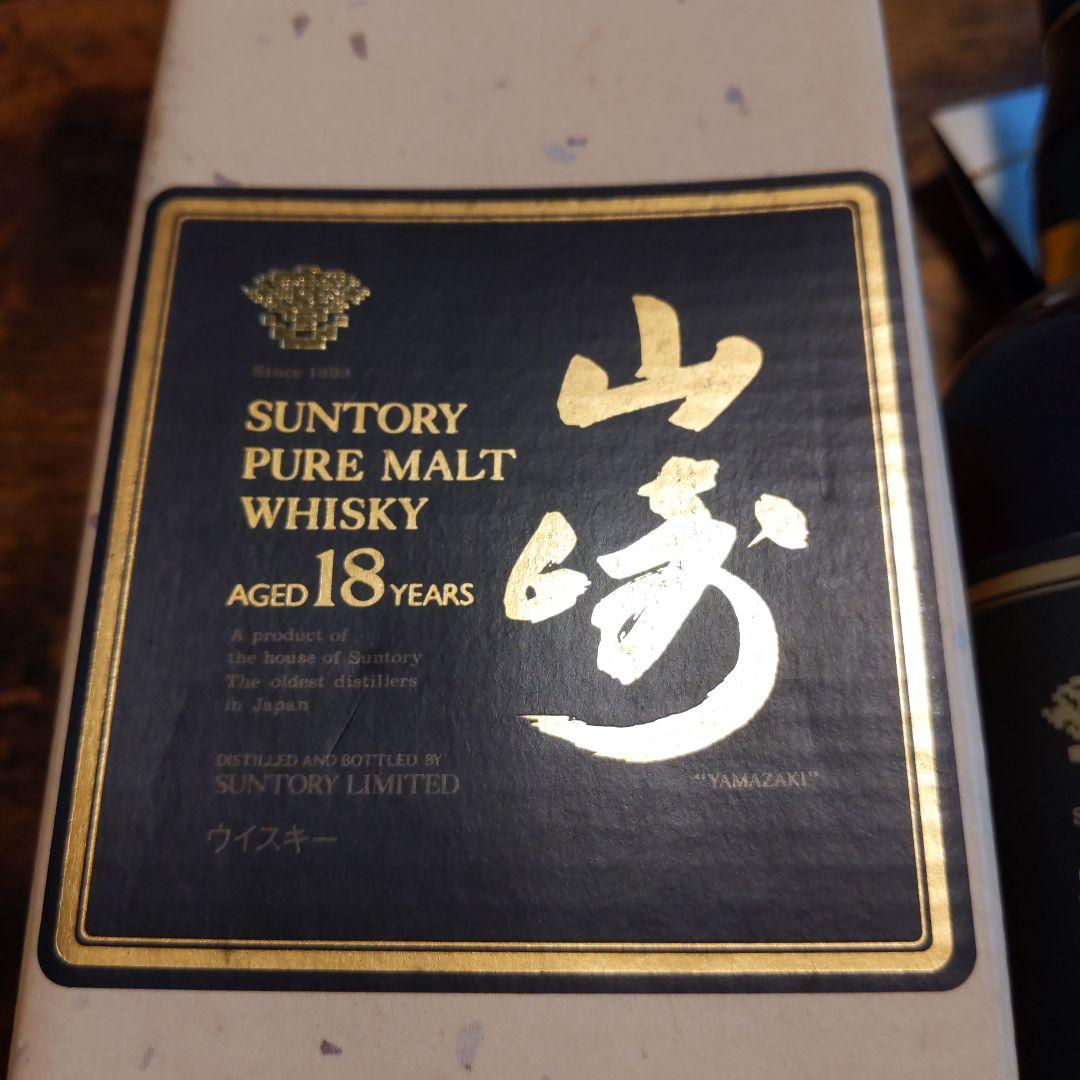 Since 1899
SUNTORY
PURE MALT
WHISKY
AGED 18 YEARS
A product of
the house of Suntory
The oldest distillers
in Japan
DISTILLED AND BOTTLED BY
SUNTORY LIMITED
ウイスキー
山崎
"YAMAZAKI"